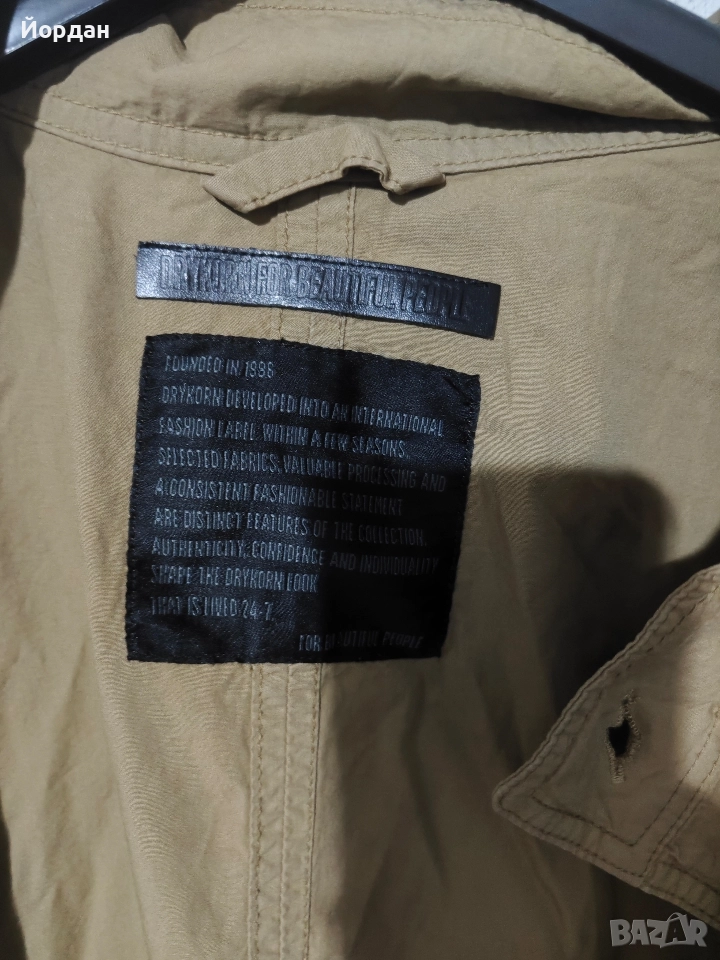 Йордан
DRYKORN FOR BEAUTIFUL PEOPLE
FOUNDED IN 1996
DRYKORN DEVELOPED INTO AN INTERNATIONAL
FASHION LABEL WITHIN A FEW SEASONS.
SELECTED FABRICS, VALUABLE PROCESSING AND
A CONSISTENT FASHIONABLE STATEMENT
ARE DISTINCT FEATURES OF THE COLLECTION.
AUTHENTICITY, CONFIDENCE AND INDIVIDUALITY
SHAPE THE DRYKORN LOOK
THAT IS LIVED 24-7.
FOR BEAUTIFUL PEOPLE
BAZAR